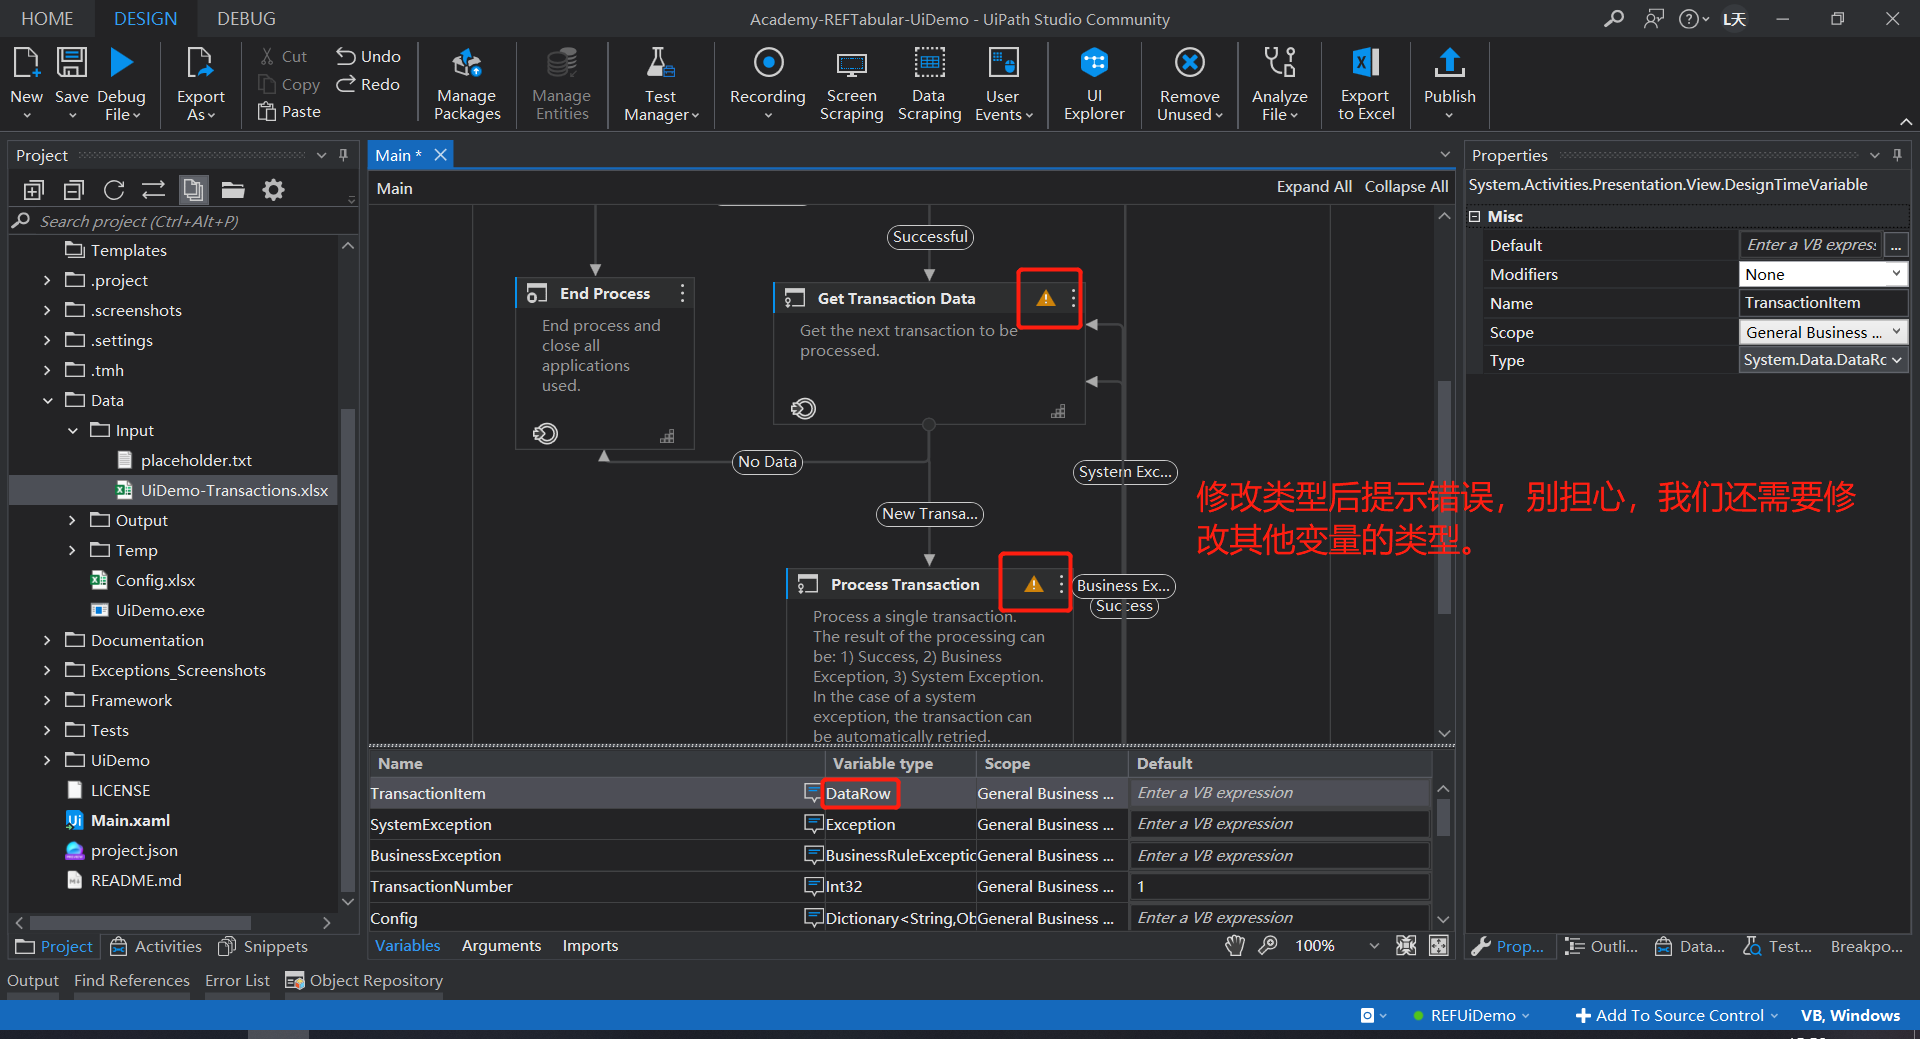 HOME
DESIGN
DEBUG
Academy-REFTabular-UiDemo - UiPath Studio Community
L天
New
Save
Debug
File
Export
As
Cut
Copy
Paste
Undo
Redo
Manage
Packages
Manage
Entities
Test
Manager
Recording
Screen
Scraping
Data
Scraping
User
Events
UI
Explorer
Remove
Unused
Analyze
File
Export
to Excel
Publish
Project
Search project (Ctrl+Alt+P)
Templates
.project
.screenshots
.settings
.tmh
Data
Input
placeholder.txt
UiDemo-Transactions.xlsx
Output
Temp
Config.xlsx
UiDemo.exe
Documentation
Exceptions_Screenshots
Framework
Tests
UiDemo
LICENSE
Main.xaml
project.json
README.md
Project
Activities
Snippets
Main *
Main
Expand All
Collapse All
Successful
End Process
End process and
close all
applications
used.
Get Transaction Data
Get the next transaction to be
processed.
No Data
System Exc...
New Transa...
Process Transaction
Business Ex...
Success
Process a single transaction.
The result of the processing can
be: 1) Success, 2) Business
Exception, 3) System Exception.
In the case of a system
exception, the transaction can
be automatically retried.
修改类型后提示错误，别担心，我们还需要修
改其他变量的类型。
Name
Variable type
Scope
Default
TransactionItem
DataRow
General Business ...
Enter a VB expression
SystemException
Exception
General Business ...
Enter a VB expression
BusinessException
BusinessRuleExceptic
General Business ...
Enter a VB expression
TransactionNumber
Int32
General Business ...
1
Config
Dictionary<String,Ob
General Business ...
Enter a VB expression
Variables
Arguments
Imports
100%
Properties
System.Activities.Presentation.View.DesignTimeVariable
Misc
Default
Enter a VB express
...
Modifiers
None
Name
TransactionItem
Scope
General Business ...
Type
System.Data.DataRo
Prop...
Outli...
Data...
Test...
Breakpo...
Output
Find References
Error List
Object Repository
REFUiDemo
Add To Source Control
VB, Windows